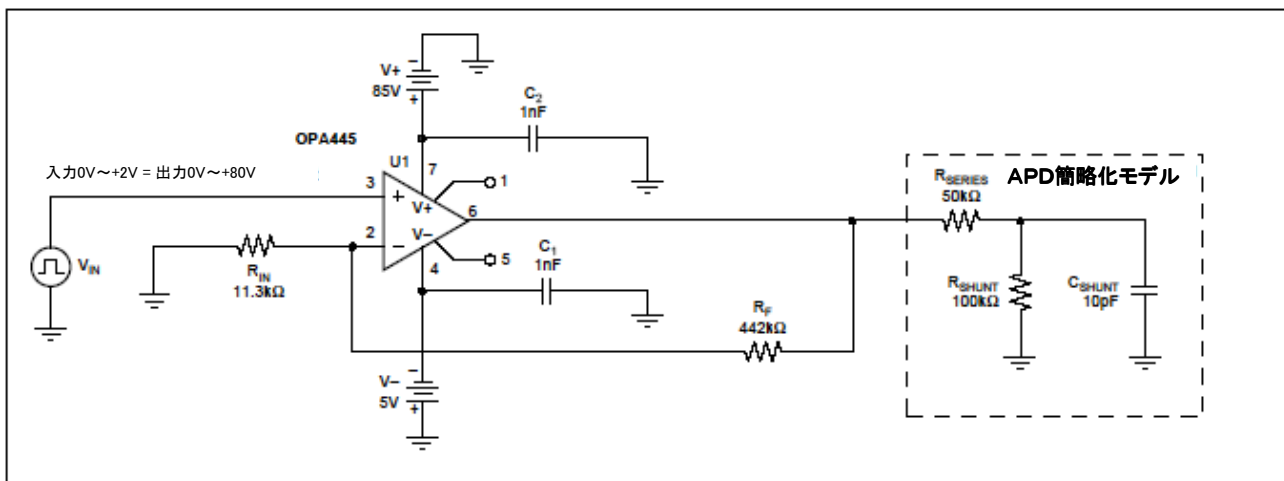 V+
85V
−
+
C2
1nF
OPA445
U1
入力0V～+2V = 出力0V～+80V
7
3
+
V+
1
6
2
−
V−
5
4
VIN
RIN
11.3kΩ
C1
1nF
RF
442kΩ
V−
5V
−
+
APD簡略化モデル
RSERIES
50kΩ
RSHUNT
100kΩ
CSHUNT
10pF